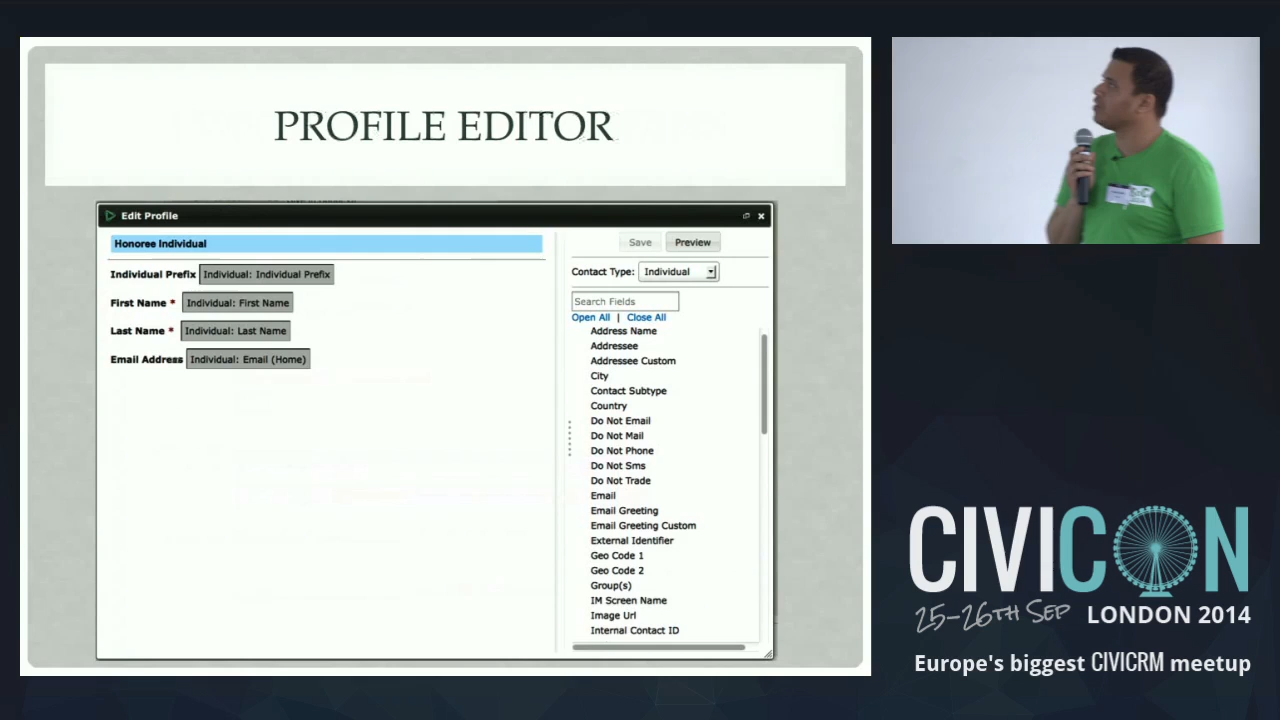 PROFILE EDITOR
Edit Profile
Honoree Individual
Individual Prefix Individual: Individual Prefix
First Name * Individual: First Name
Last Name * Individual: Last Name
Email Address Individual: Email (Home)
Save Preview
Contact Type: Individual
Search Fields
Open All | Close All
Address Name
Addressee
Addressee Custom
City
Contact Subtype
Country
Do Not Email
Do Not Mail
Do Not Phone
Do Not Sms
Do Not Trade
Email
Email Greeting
Email Greeting Custom
External Identifier
Geo Code 1
Geo Code 2
Group(s)
IM Screen Name
Image Url
Internal Contact ID
CIVICON
25-26TH SEP LONDON 2014
Europe's biggest CIVICRM meetup